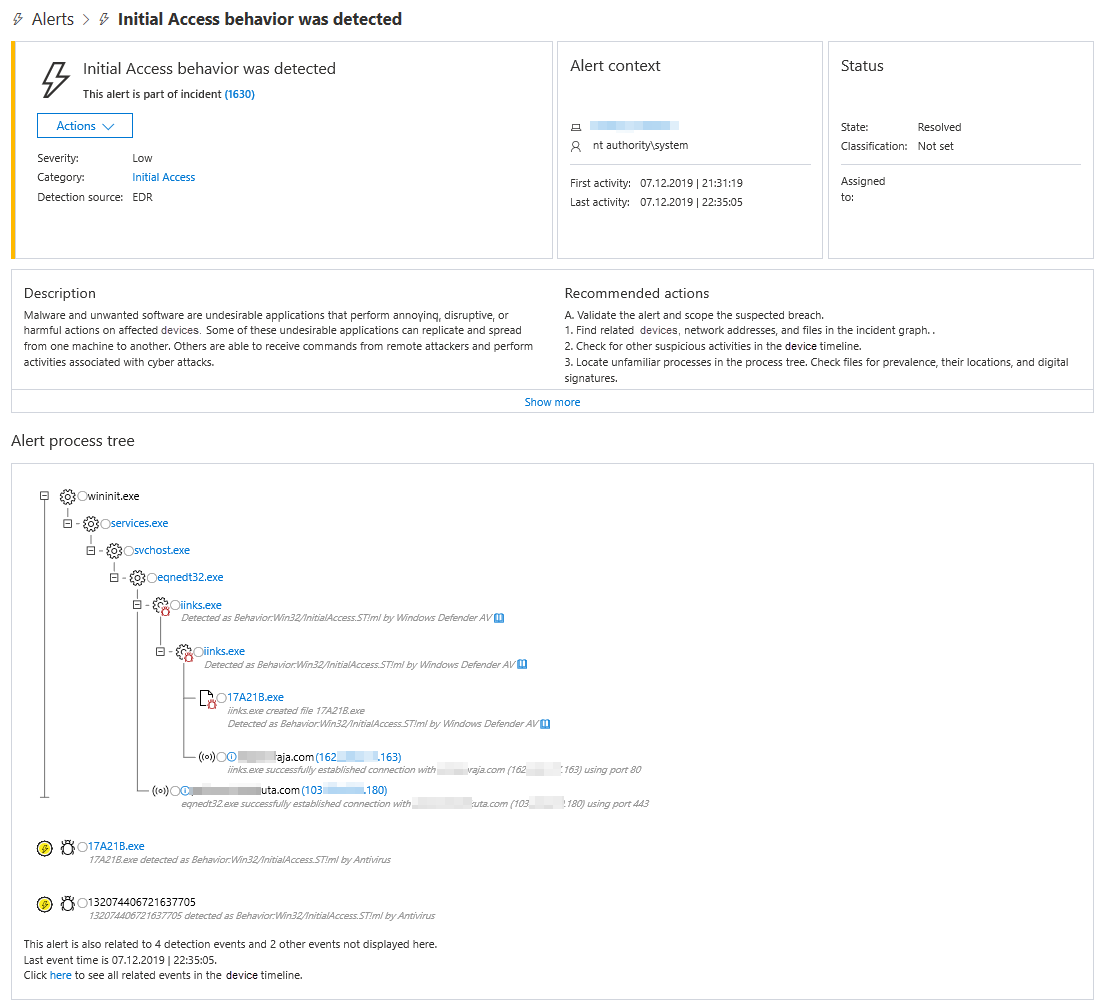 Alerts > Initial Access behavior was detected
Initial Access behavior was detected
This alert is part of incident (1630)
Actions
Severity: Low
Category: Initial Access
Detection source: EDR
Alert context
nt authority\system
First activity: 07.12.2019 | 21:31:19
Last activity: 07.12.2019 | 22:35:05
Status
State: Resolved
Classification: Not set
Assigned
to:
Description
Malware and unwanted software are undesirable applications that perform annoying, disruptive, or
harmful actions on affected devices. Some of these undesirable applications can replicate and spread
from one machine to another. Others are able to receive commands from remote attackers and perform
activities associated with cyber attacks.
Recommended actions
A. Validate the alert and scope the suspected breach.
1. Find related devices, network addresses, and files in the incident graph. .
2. Check for other suspicious activities in the device timeline.
3. Locate unfamiliar processes in the process tree. Check files for prevalence, their locations, and digital
signatures.
Show more
Alert process tree
wininit.exe
services.exe
svchost.exe
eqnedt32.exe
iinks.exe
Detected as Behavior:Win32/InitialAccess.ST!ml by Windows Defender AV
iinks.exe
Detected as Behavior:Win32/InitialAccess.ST!ml by Windows Defender AV
17A21B.exe
iinks.exe created file 17A21B.exe
Detected as Behavior:Win32/InitialAccess.ST!ml by Windows Defender AV
aja.com (162 .163)
iinks.exe successfully established connection with raja.com (162 .163) using port 80
uta.com (103 .180)
eqnedt32.exe successfully established connection with uta.com (103 .180) using port 443
17A21B.exe
17A21B.exe detected as Behavior:Win32/InitialAccess.ST!ml by Antivirus
132074406721637705
132074406721637705 detected as Behavior:Win32/InitialAccess.ST!ml by Antivirus
This alert is also related to 4 detection events and 2 other events not displayed here.
Last event time is 07.12.2019 | 22:35:05.
Click here to see all related events in the device timeline.